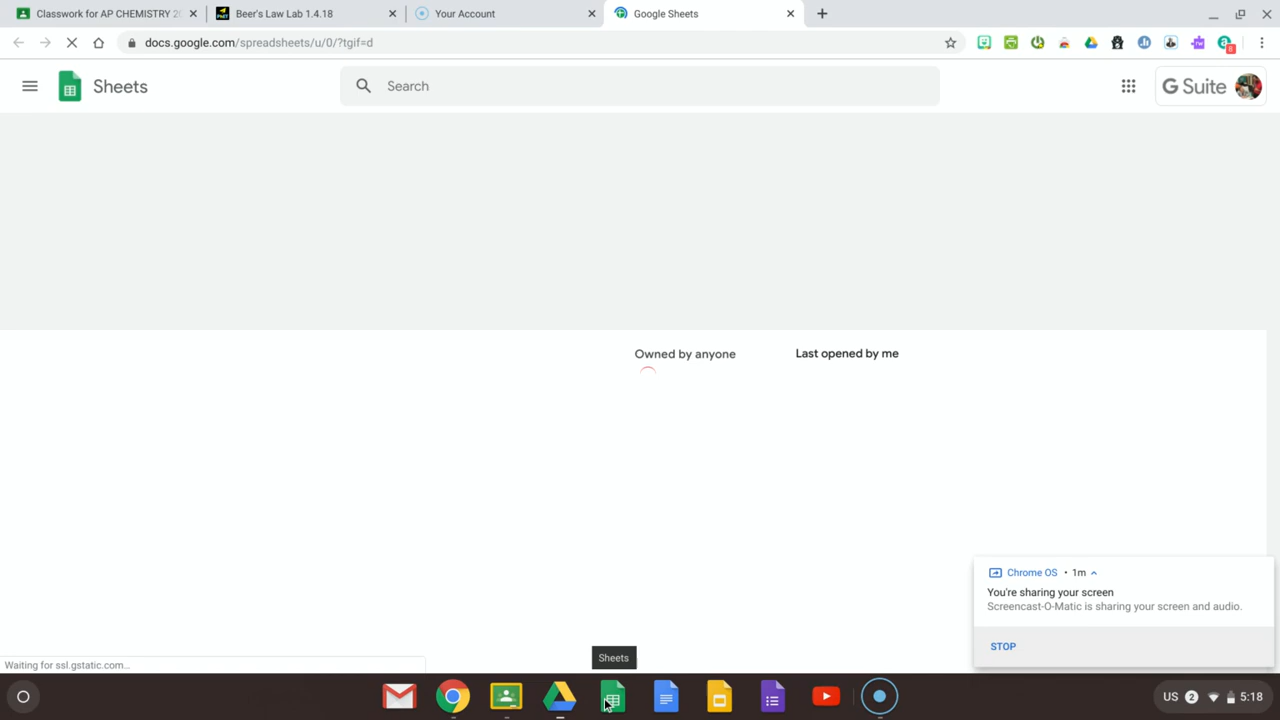 Classwork for AP CHEMISTRY 20
Beer's Law Lab 1.4.18
Your Account
Google Sheets
docs.google.com/spreadsheets/u/0/?tgif=d
Sheets
Search
G Suite
Owned by anyone
Last opened by me
Chrome OS • 1m
You're sharing your screen
Screencast-O-Matic is sharing your screen and audio.
STOP
Waiting for ssl.gstatic.com...
Sheets
US 2 5:18